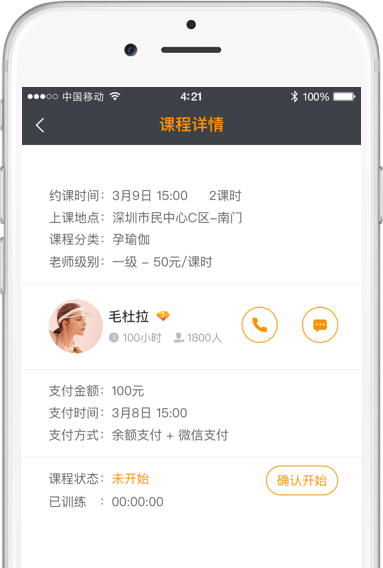 中国移动 4:21 100%
课程详情
约课时间：3月9日 15:00 2课时
上课地点：深圳市民中心C区-南门
课程分类：孕瑜伽
老师级别：一级 - 50元/课时
毛杜拉
100小时 1800人
支付金额：100元
支付时间：3月8日 15:00
支付方式：余额支付 + 微信支付
课程状态：未开始
确认开始
已训练 ：00:00:00